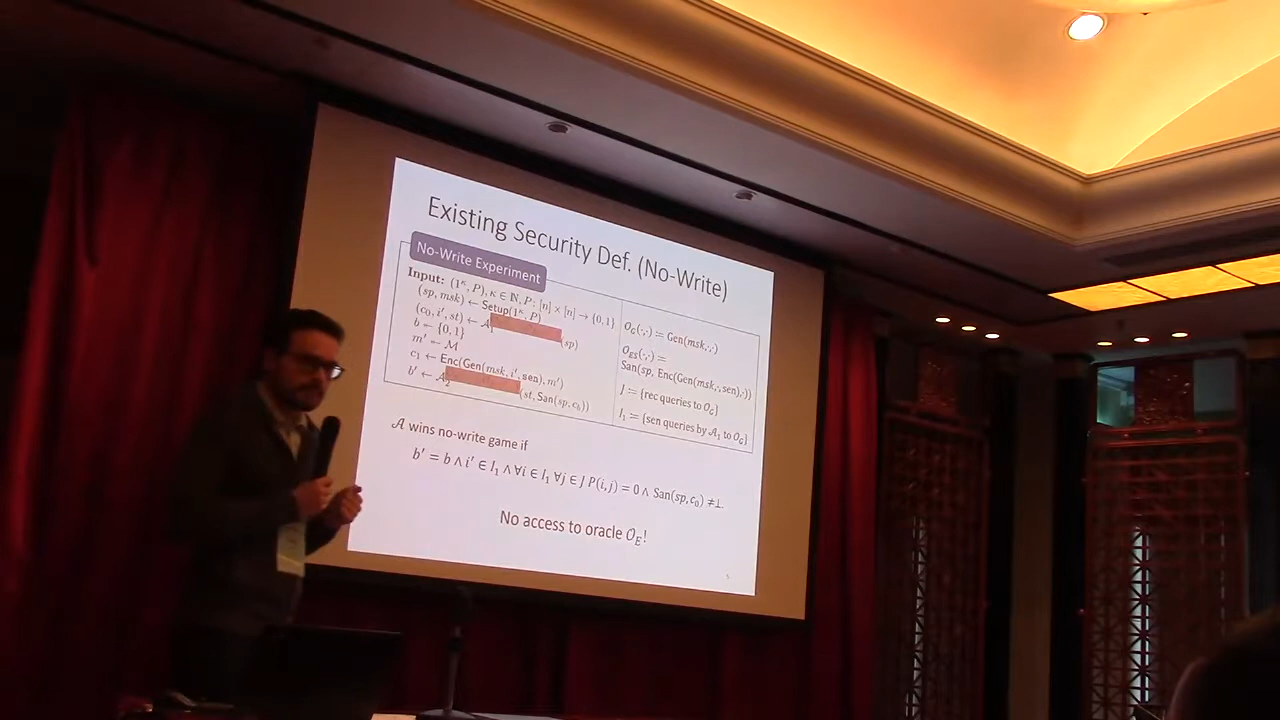 Existing Security Def. (No-Write)
No-Write Experiment
Input: (1^κ, P), κ ∈ ℕ, P: [n] × [n] → {0,1}
(sp, msk) ← Setup(1^κ, P)
(c₀, i′, st) ← 𝒜₁ (sp)
b ← {0,1}
m′ ← ℳ
c₁ ← Enc(Gen(msk, i′, sen), m′)
b′ ← 𝒜₂ (st, San(sp, c_b))
𝒪_G(·,·) = Gen(msk,·,·)
𝒪_ES(·,·) =
San(sp, Enc(Gen(msk,·, sen),·))
J = {rec queries to 𝒪_G}
I₁ = {sen queries by 𝒜₁ to 𝒪_G}
𝒜 wins no-write game if
b′ = b ∧ i′ ∈ I₁ ∧ ∀i ∈ I₁ ∀j ∈ J P(i,j) = 0 ∧ San(sp, c₀) ≠⊥
No access to oracle 𝒪_E!